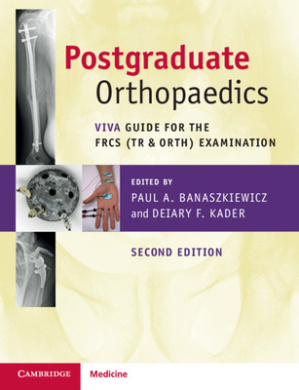 Postgraduate
Orthopaedics
VIVA GUIDE FOR THE
FRCS (TR & ORTH) EXAMINATION
EDITED BY
PAUL A. BANASZKIEWICZ
AND DEIARY F. KADER
SECOND EDITION
CAMBRIDGE
Medicine